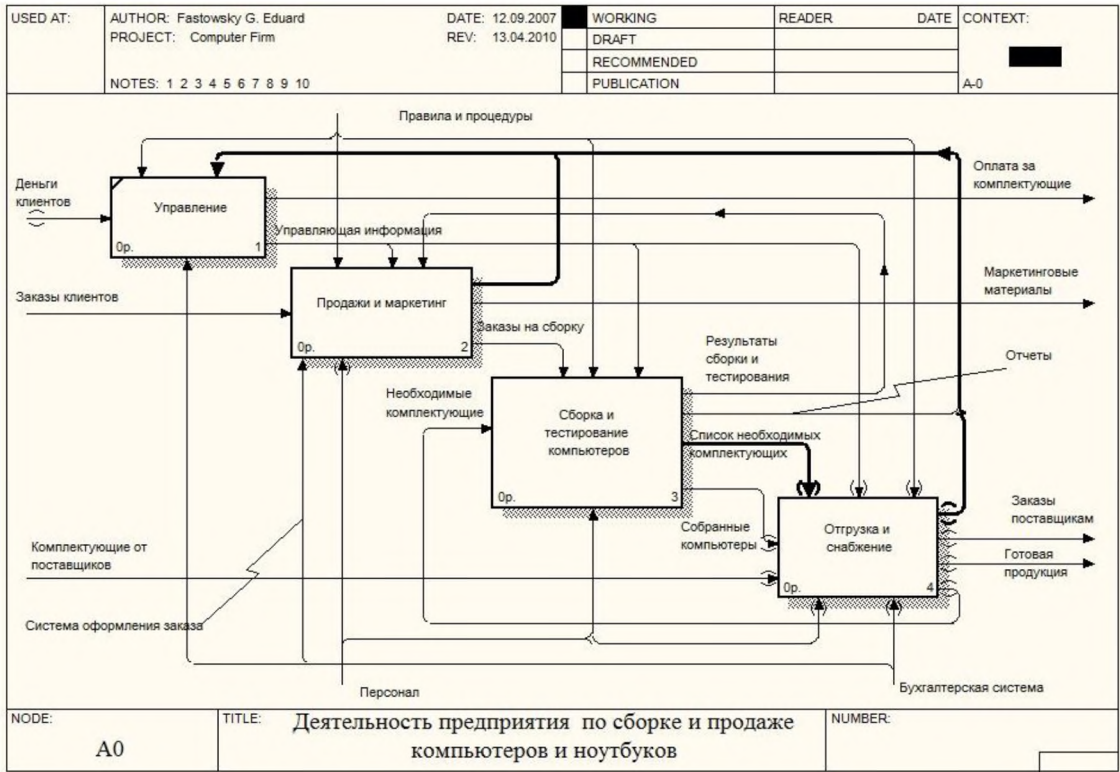 USED AT:
AUTHOR: Fastowsky G. Eduard
DATE: 12.09.2007
WORKING
READER
DATE
CONTEXT:
PROJECT: Computer Firm
REV: 13.04.2010
DRAFT
RECOMMENDED
NOTES: 1 2 3 4 5 6 7 8 9 10
PUBLICATION
A-0
Правила и процедуры
Деньги
клиентов
Управление
0р.
1
Оплата за
комплектующие
Управляющая информация
Заказы клиентов
Продажи и маркетинг
0р.
2
Маркетинговые
материалы
Заказы на сборку
Результаты
сборки и
тестирования
Отчеты
Необходимые
комплектующие
Сборка и
тестирование
компьютеров
0р.
3
Список необходимых
комплектующих
Собранные
компьютеры
Отгрузка и
снабжение
0р.
4
Заказы
поставщикам
Готовая
продукция
Комплектующие от
поставщиков
Система оформления заказа
Персонал
Бухгалтерская система
NODE:
A0
TITLE:
Деятельность предприятия по сборке и продаже
компьютеров и ноутбуков
NUMBER: